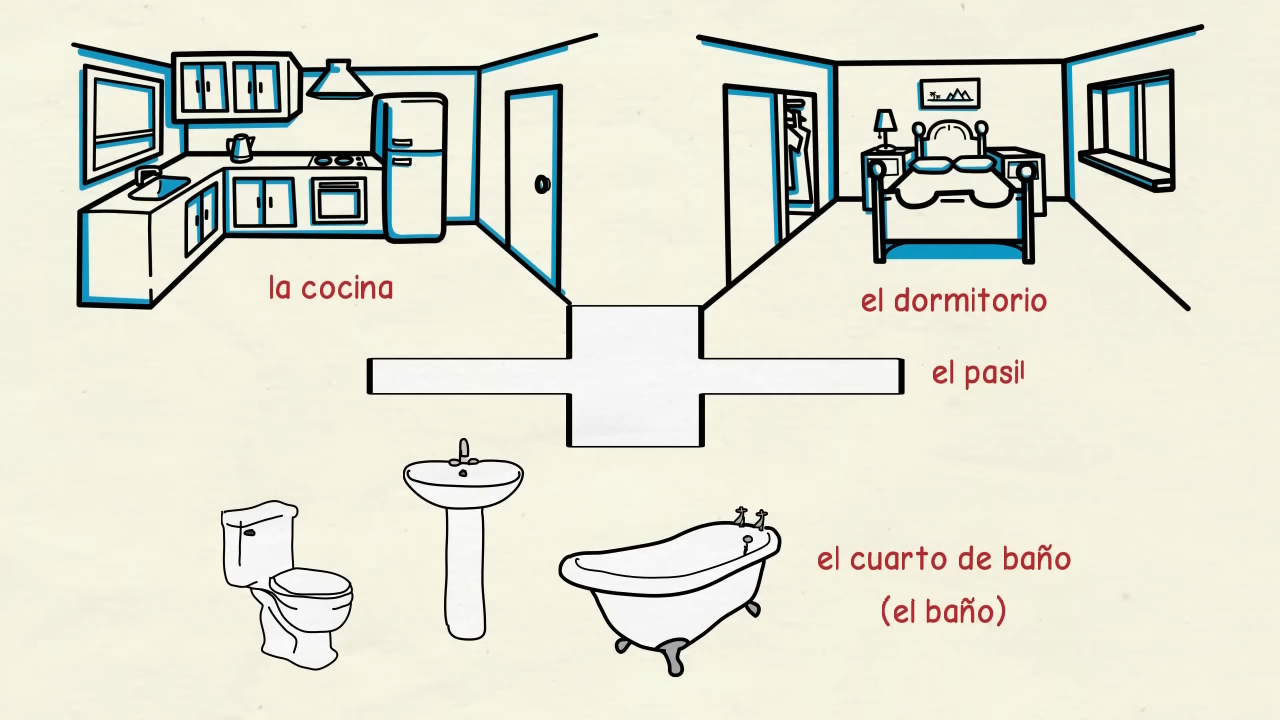 la cocina
el dormitorio
el pasil
el cuarto de baño
(el baño)